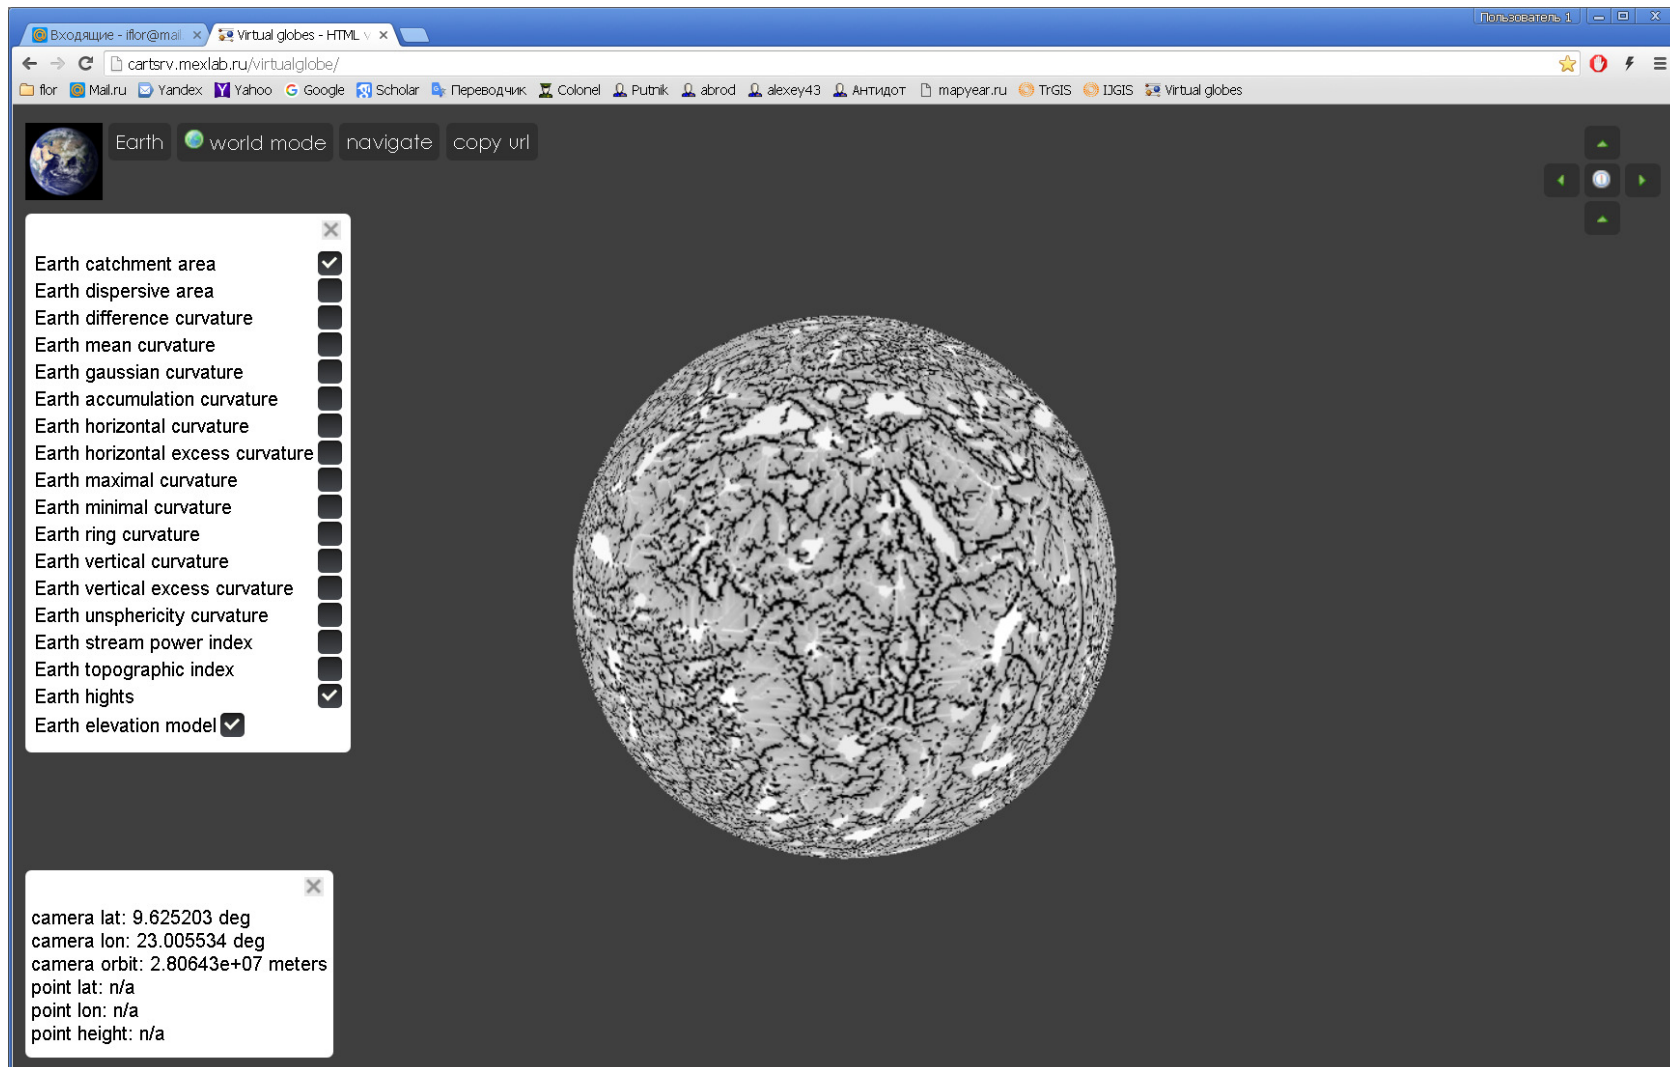 Пользователь 1
Входящие - iflor@mail
Virtual globes - HTML v
cartsrv.mexlab.ru/virtualglobe/
flor Mail.ru Yandex Yahoo Google Scholar Переводчик Colonel Putnik abrod alexey43 Антидот mapyear.ru TrGIS IJGIS Virtual globes
Earth world mode navigate copy url
Earth catchment area
Earth dispersive area
Earth difference curvature
Earth mean curvature
Earth gaussian curvature
Earth accumulation curvature
Earth horizontal curvature
Earth horizontal excess curvature
Earth maximal curvature
Earth minimal curvature
Earth ring curvature
Earth vertical curvature
Earth vertical excess curvature
Earth unsphericity curvature
Earth stream power index
Earth topographic index
Earth hights
Earth elevation model
camera lat: 9.625203 deg
camera lon: 23.005534 deg
camera orbit: 2.80643e+07 meters
point lat: n/a
point lon: n/a
point height: n/a